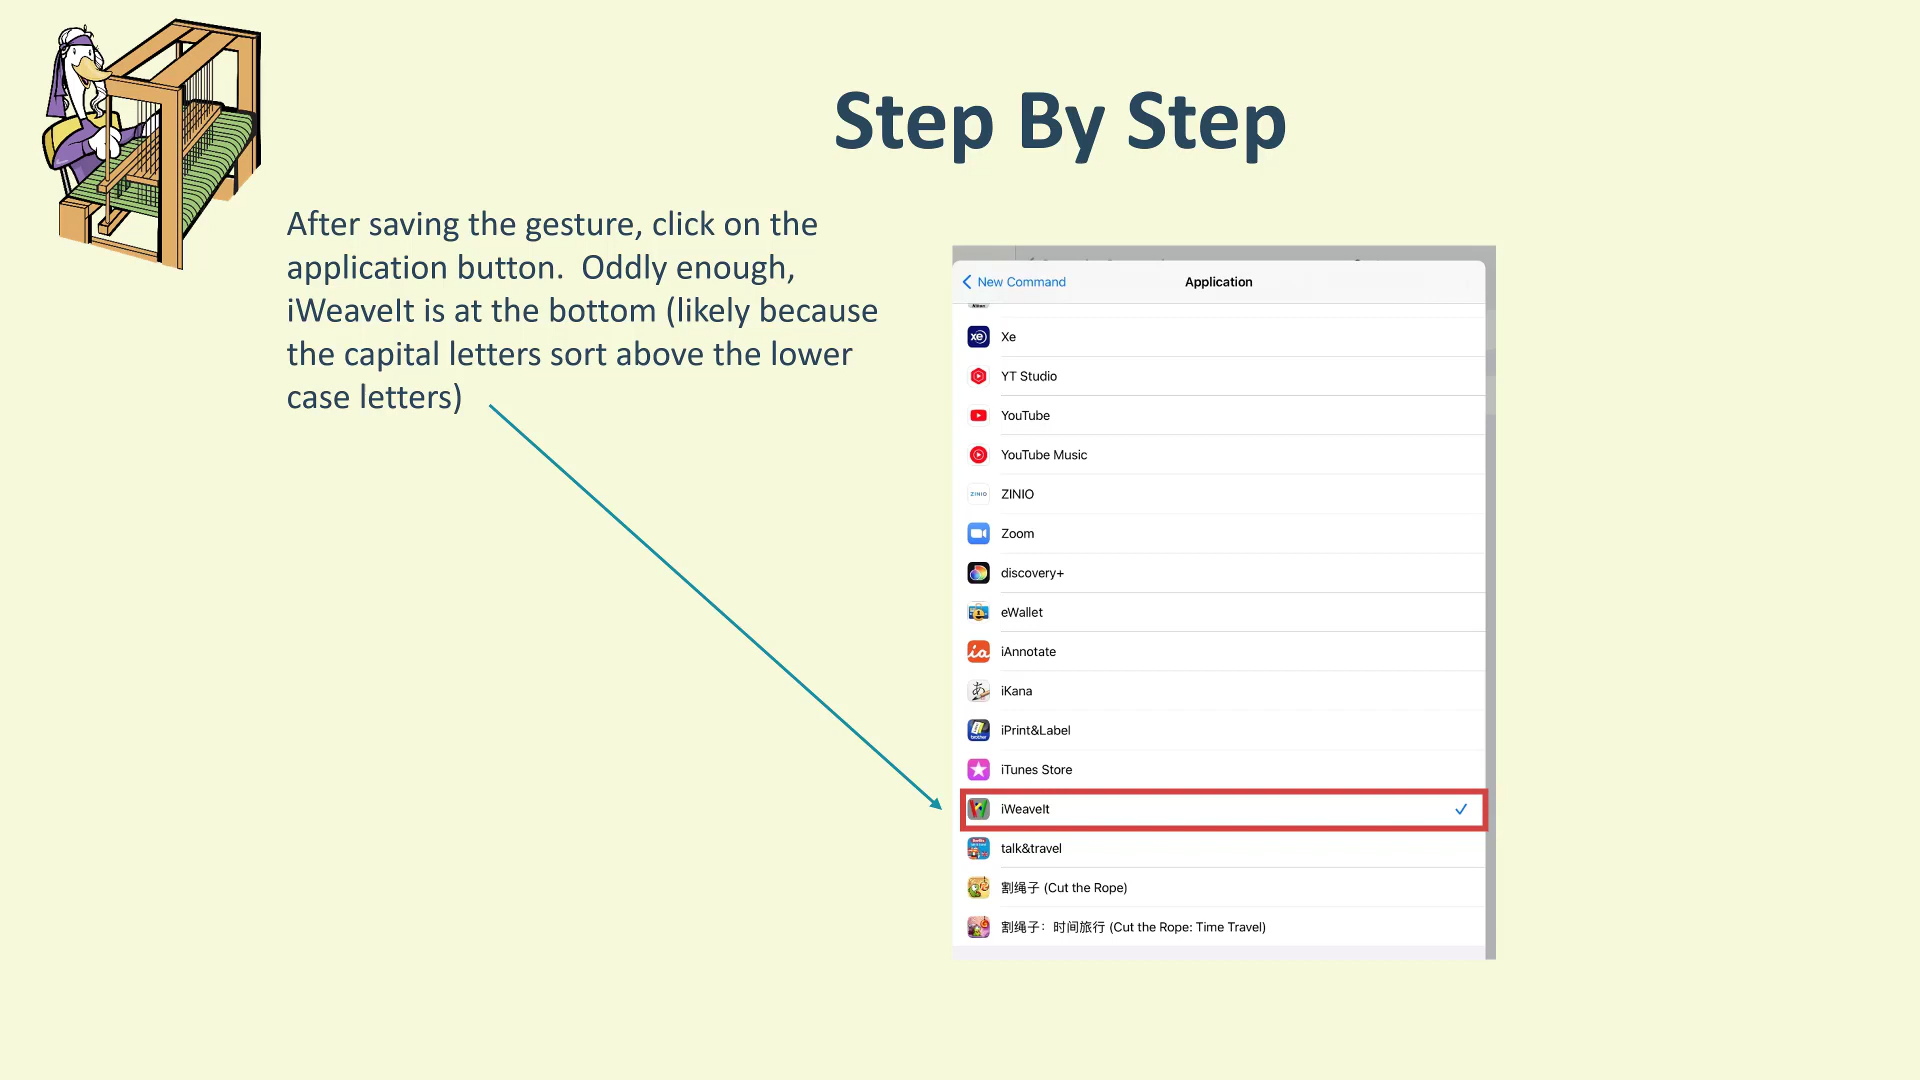 Step By Step
After saving the gesture, click on the
application button.  Oddly enough,
iWeaveIt is at the bottom (likely because
the capital letters sort above the lower
case letters)
New Command
Application
Xe
YT Studio
YouTube
YouTube Music
ZINIO
Zoom
discovery+
eWallet
iAnnotate
iKana
iPrint&Label
iTunes Store
iWeaveIt
talk&travel
割绳子 (Cut the Rope)
割绳子：时间旅行 (Cut the Rope: Time Travel)